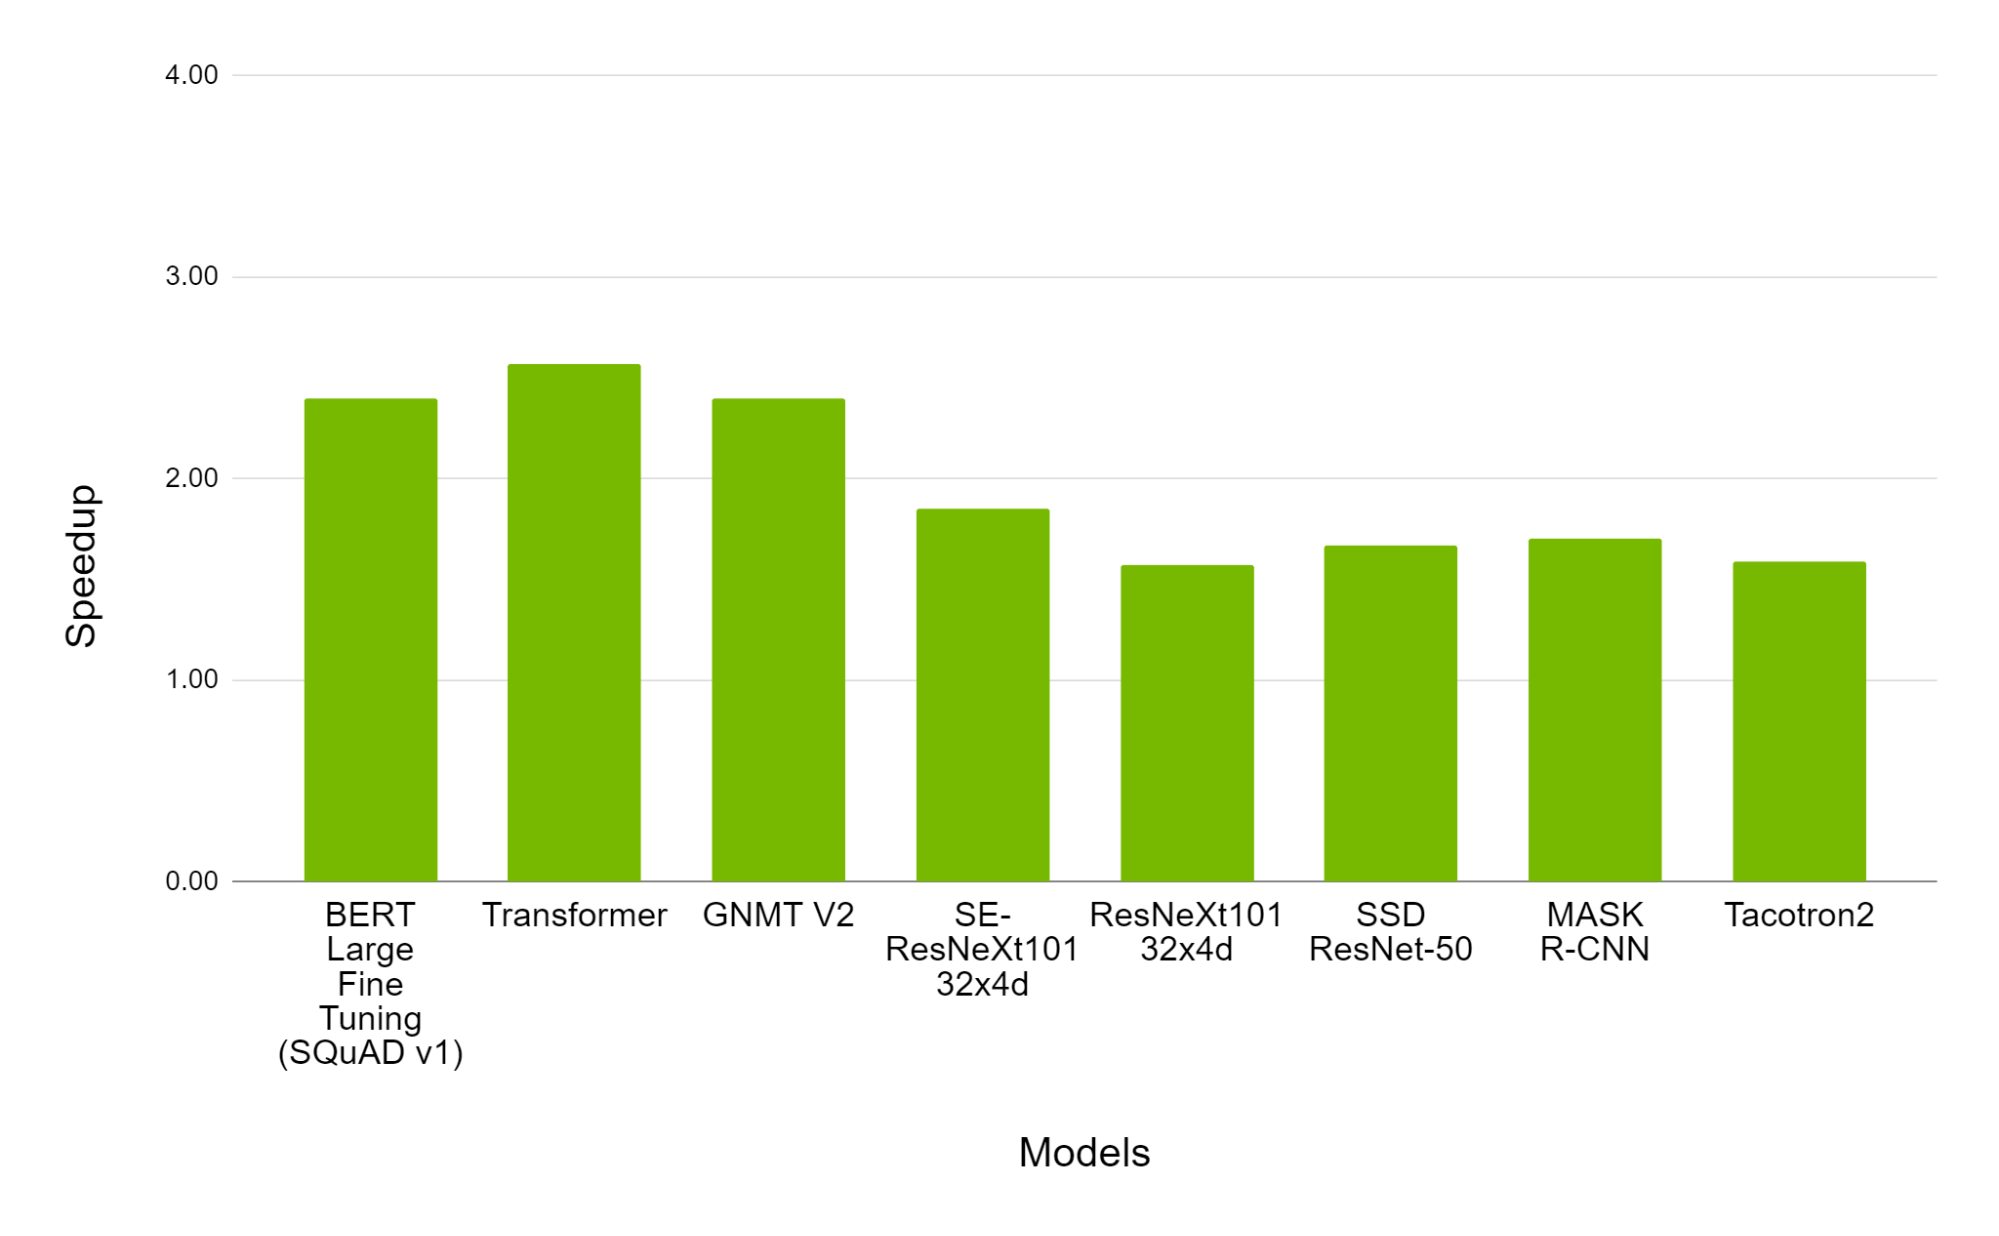 4.00
3.00
2.00
1.00
0.00
Speedup
BERT
Large
Fine
Tuning
(SQuAD v1)
Transformer
GNMT V2
SE-
ResNeXt101
32x4d
ResNeXt101
32x4d
SSD
ResNet-50
MASK
R-CNN
Tacotron2
Models